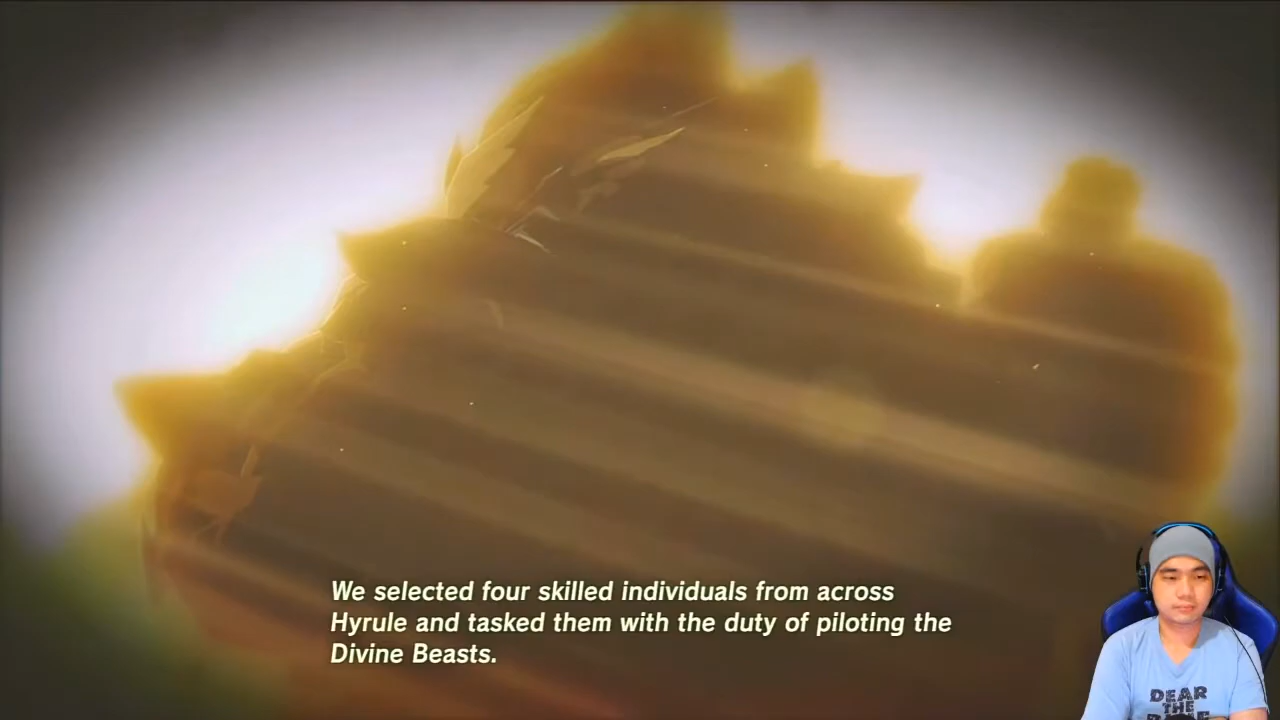 We selected four skilled individuals from across
Hyrule and tasked them with the duty of piloting the
Divine Beasts.
DEAR
THE